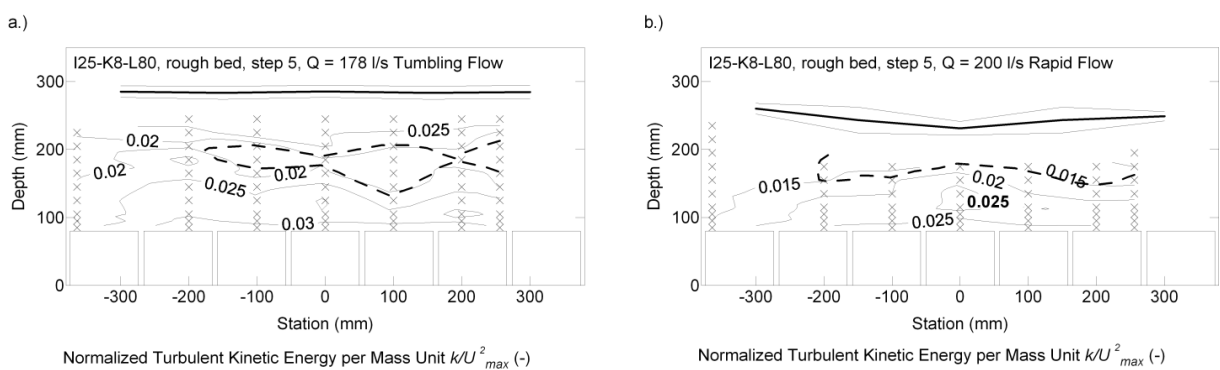 a.)
I25-K8-L80, rough bed, step 5, Q = 178 l/s Tumbling Flow
300
200
100
0
Depth (mm)
0.02
0.025
0.02
0.02
0.025
0.03
-300 -200 -100 0 100 200 300
Station (mm)
Normalized Turbulent Kinetic Energy per Mass Unit k/U²max (-)
b.)
I25-K8-L80, rough bed, step 5, Q = 200 l/s Rapid Flow
300
200
100
0
Depth (mm)
0.015
0.015
0.02
0.025
0.025
-300 -200 -100 0 100 200 300
Station (mm)
Normalized Turbulent Kinetic Energy per Mass Unit k/U²max (-)